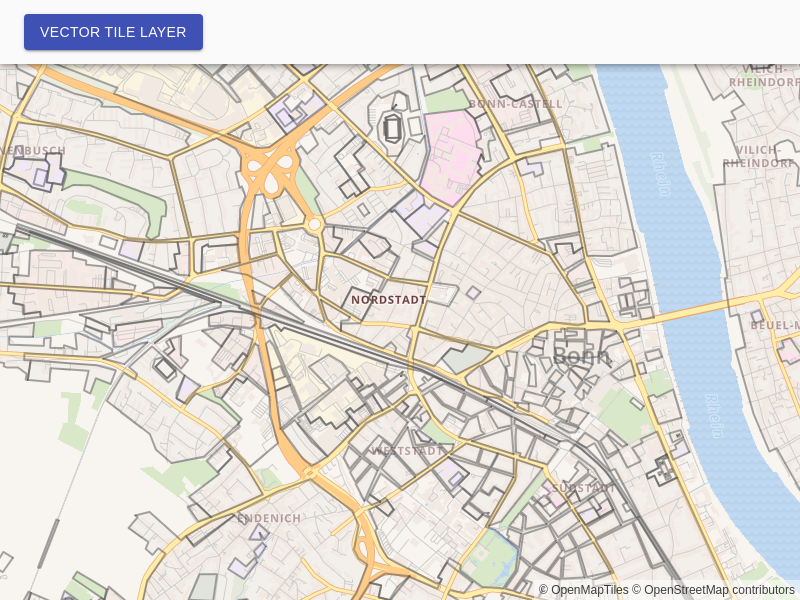 VECTOR TILE LAYER
VILICH-
RHEINDORF
BONN-CASTELL
VILICH-
RHEINDORF
Rhein
NORDSTADT
BEUEL-M
Bonn
Rhein
WESTSTADT
SÜDSTADT
ENDENICH
© OpenMapTiles © OpenStreetMap contributors